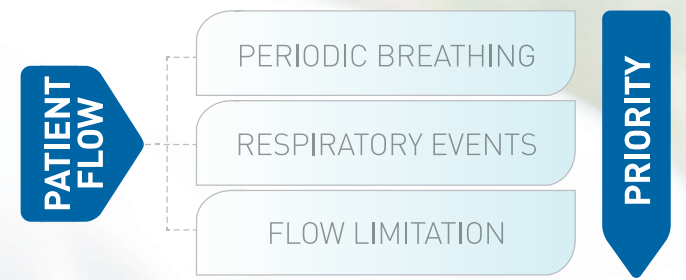 PATIENT
FLOW
PERIODIC BREATHING
RESPIRATORY EVENTS
FLOW LIMITATION
PRIORITY